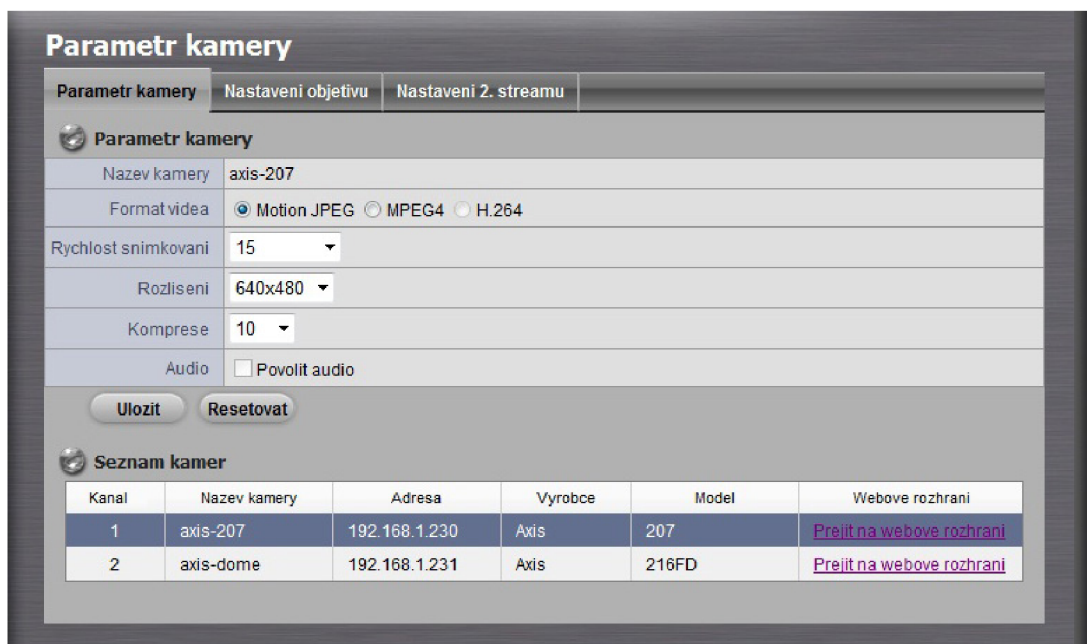 Parametr kamery
Parametr kamery Nastaveni objetivu Nastaveni 2. streamu
Parametr kamery
Nazev kamery axis-207
Format videa Motion JPEG MPEG4 H.264
Rychlost snimkovani 15
Rozliseni 640x480
Komprese 10
Audio Povolit audio
Ulozit Resetovat
Seznam kamer
Kanal Nazev kamery Adresa Vyrobce Model Webove rozhrani
1 axis-207 192.168.1.230 Axis 207 Prejit na webove rozhrani
2 axis-dome 192.168.1.231 Axis 216FD Prejit na webove rozhrani